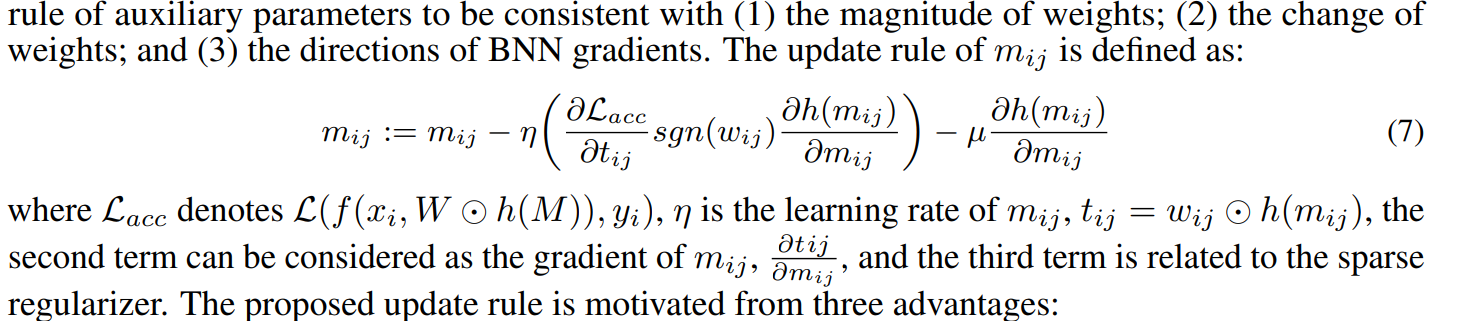 rule of auxiliary parameters to be consistent with (1) the magnitude of weights; (2) the change of
weights; and (3) the directions of BNN gradients. The update rule of $m_{ij}$ is defined as:
$$m_{ij} := m_{ij} - \eta \left( \frac{\partial \mathcal{L}_{acc}}{\partial t_{ij}} sgn(w_{ij}) \frac{\partial h(m_{ij})}{\partial m_{ij}} \right) - \mu \frac{\partial h(m_{ij})}{\partial m_{ij}} \quad (7)$$
where $\mathcal{L}_{acc}$ denotes $\mathcal{L}(f(x_i, W \odot h(M)), y_i)$, $\eta$ is the learning rate of $m_{ij}$, $t_{ij} = w_{ij} \odot h(m_{ij})$, the
second term can be considered as the gradient of $m_{ij}$, $\frac{\partial tij}{\partial m_{ij}}$, and the third term is related to the sparse
regularizer. The proposed update rule is motivated from three advantages: